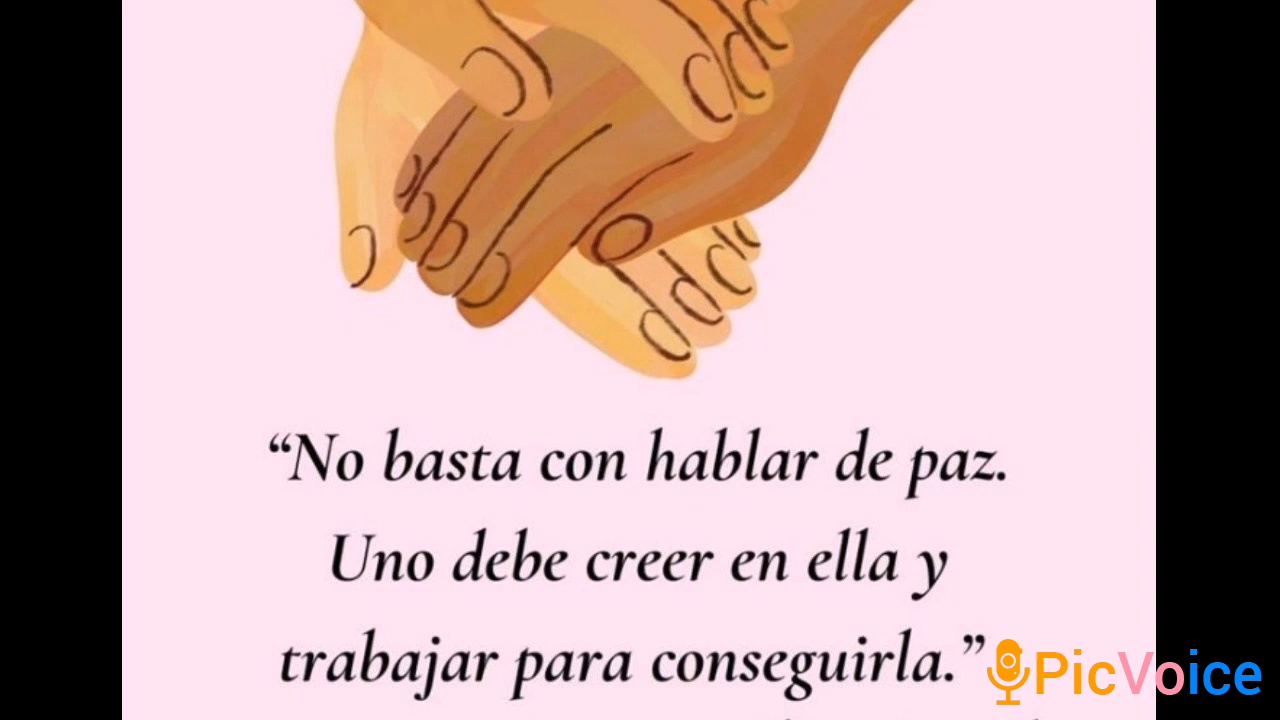 “No basta con hablar de paz.
Uno debe creer en ella y
trabajar para conseguirla.”
PicVoice